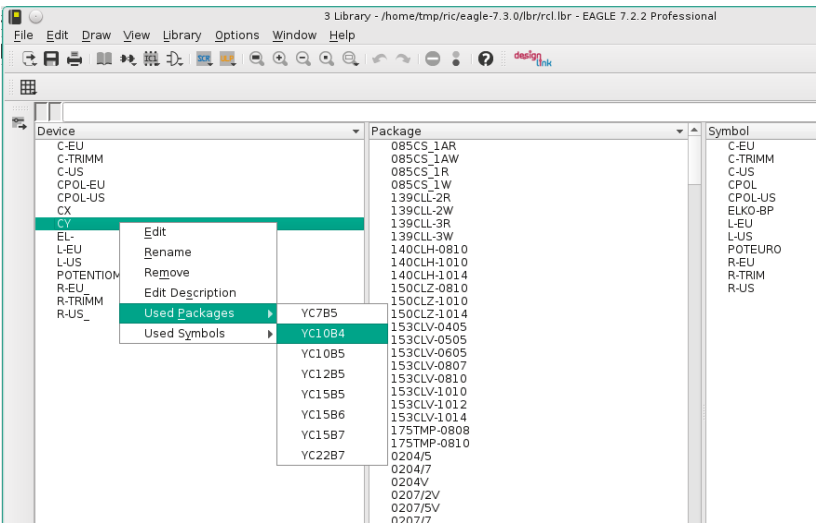 3 Library - /home/tmp/ric/eagle-7.3.0/lbr/rcl.lbr - EAGLE 7.2.2 Professional
File Edit Draw View Library Options Window Help
SCR ULP design link
Device
C-EU
C-TRIMM
C-US
CPOL-EU
CPOL-US
CX
CY
EL-
L-EU
L-US
POTENTIOM
R-EU_
R-TRIMM
R-US_
Edit
Rename
Remove
Edit Description
Used Packages
Used Symbols
YC7B5
YC10B4
YC10B5
YC12B5
YC15B5
YC15B6
YC15B7
YC22B7
Package
085CS_1AR
085CS_1AW
085CS_1R
085CS_1W
139CLL-2R
139CLL-2W
139CLL-3R
139CLL-3W
140CLH-0810
140CLH-1010
140CLH-1014
150CLZ-0810
150CLZ-1010
150CLZ-1014
153CLV-0405
153CLV-0505
153CLV-0605
153CLV-0807
153CLV-0810
153CLV-1010
153CLV-1012
153CLV-1014
175TMP-0808
175TMP-0810
0204/5
0204/7
0204V
0207/2V
0207/5V
0207/7
Symbol
C-EU
C-TRIMM
C-US
CPOL
CPOL-US
ELKO-BP
L-EU
L-US
POTEURO
R-EU
R-TRIM
R-US